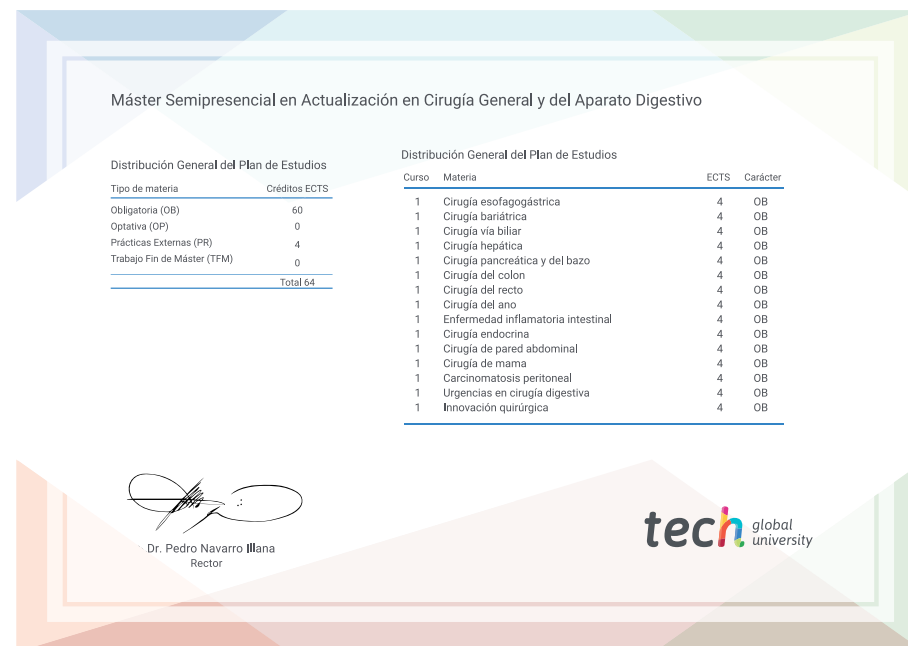 Máster Semipresencial en Actualización en Cirugía General y del Aparato Digestivo
Distribución General del Plan de Estudios
Tipo de materia Créditos ECTS
Obligatoria (OB) 60
Optativa (OP) 0
Prácticas Externas (PR) 4
Trabajo Fin de Máster (TFM) 0
Total 64
Distribución General del Plan de Estudios
Curso Materia ECTS Carácter
1 Cirugía esofagogástrica 4 OB
1 Cirugía bariátrica 4 OB
1 Cirugía vía biliar 4 OB
1 Cirugía hepática 4 OB
1 Cirugía pancreática y del bazo 4 OB
1 Cirugía del colon 4 OB
1 Cirugía del recto 4 OB
1 Cirugía del ano 4 OB
1 Enfermedad inflamatoria intestinal 4 OB
1 Cirugía endocrina 4 OB
1 Cirugía de pared abdominal 4 OB
1 Cirugía de mama 4 OB
1 Carcinomatosis peritoneal 4 OB
1 Urgencias en cirugía digestiva 4 OB
1 Innovación quirúrgica 4 OB
Dr. Pedro Navarro Illana
Rector
tech global
university